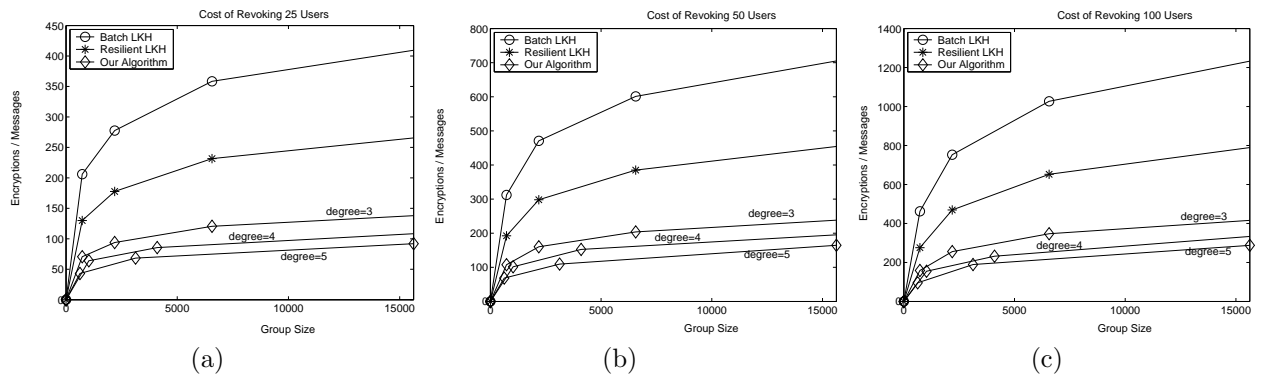 Cost of Revoking 25 Users
450
400
350
300
250
200
150
100
50
0
Encryptions / Messages
Batch LKH
Resilient LKH
Our Algorithm
degree=3
degree=4
degree=5
0
5000
10000
15000
Group Size
(a)
Cost of Revoking 50 Users
800
700
600
500
400
300
200
100
0
Encryptions / Messages
Batch LKH
Resilient LKH
Our Algorithm
degree=3
degree=4
degree=5
0
5000
10000
15000
Group Size
(b)
Cost of Revoking 100 Users
1400
1200
1000
800
600
400
200
0
Encryptions / Messages
Batch LKH
Resilient LKH
Our Algorithm
degree=3
degree=4
degree=5
0
5000
10000
15000
Group Size
(c)